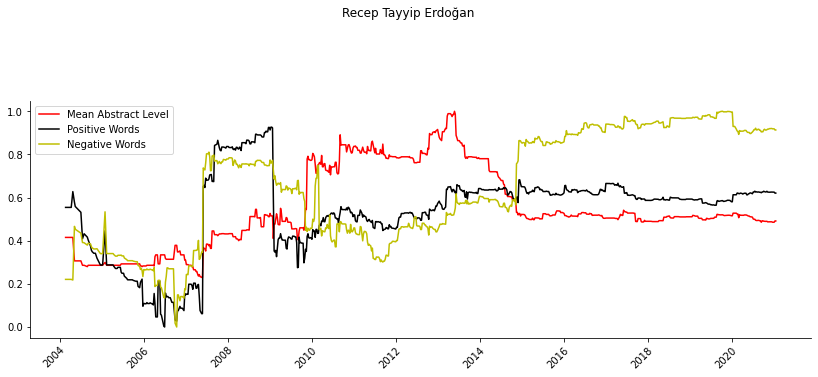 Recep Tayyip Erdoğan
Mean Abstract Level
Positive Words
Negative Words
1.0
0.8
0.6
0.4
0.2
0.0
2004 2006 2008 2010 2012 2014 2016 2018 2020